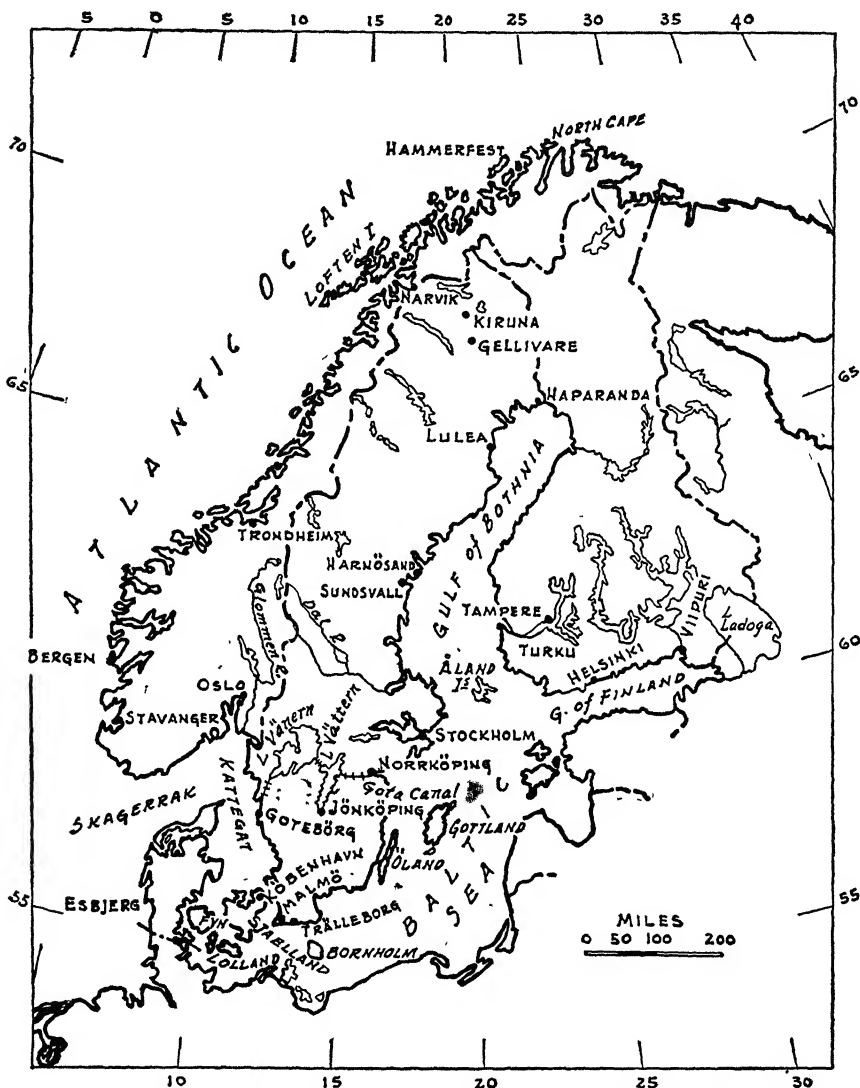 5 0 5 10 15 20 25 30 35 40
70
70
NORTH CAPE
HAMMERFEST
ATLANTIC OCEAN
LOFTEN I
NARVIK
KIRUNA
GELLIVARE
65
65
HAPARANDA
LULEA
GULF of BOTHNIA
TRONDHEIM
HARNÖSAND
SUNDSVALL
Glommen R.
Dal R.
TAMPERE
VIIPURI
L Ladoga
TURKU
HELSINKI
BERGEN
60
ÅLAND
Is
G. of FINLAND
OSLO
STAVANGER
L Vänern
L Vättern
STOCKHOLM
NORRKÖPING
Gota Canal
SKAGERRAK
KATTEGAT
JÖNKÖPING
GOTEBÖRG
GOTTLAND
ÖLAND
BALTIC
SEA
KOBENHAVN
MALMÖ
55
55
ESBJERG
TRÄLLEBORG
FYN
STAELLAND
LOLLAND
BORNHOLM
MILES
0 50 100 200
10 15 20 25 30